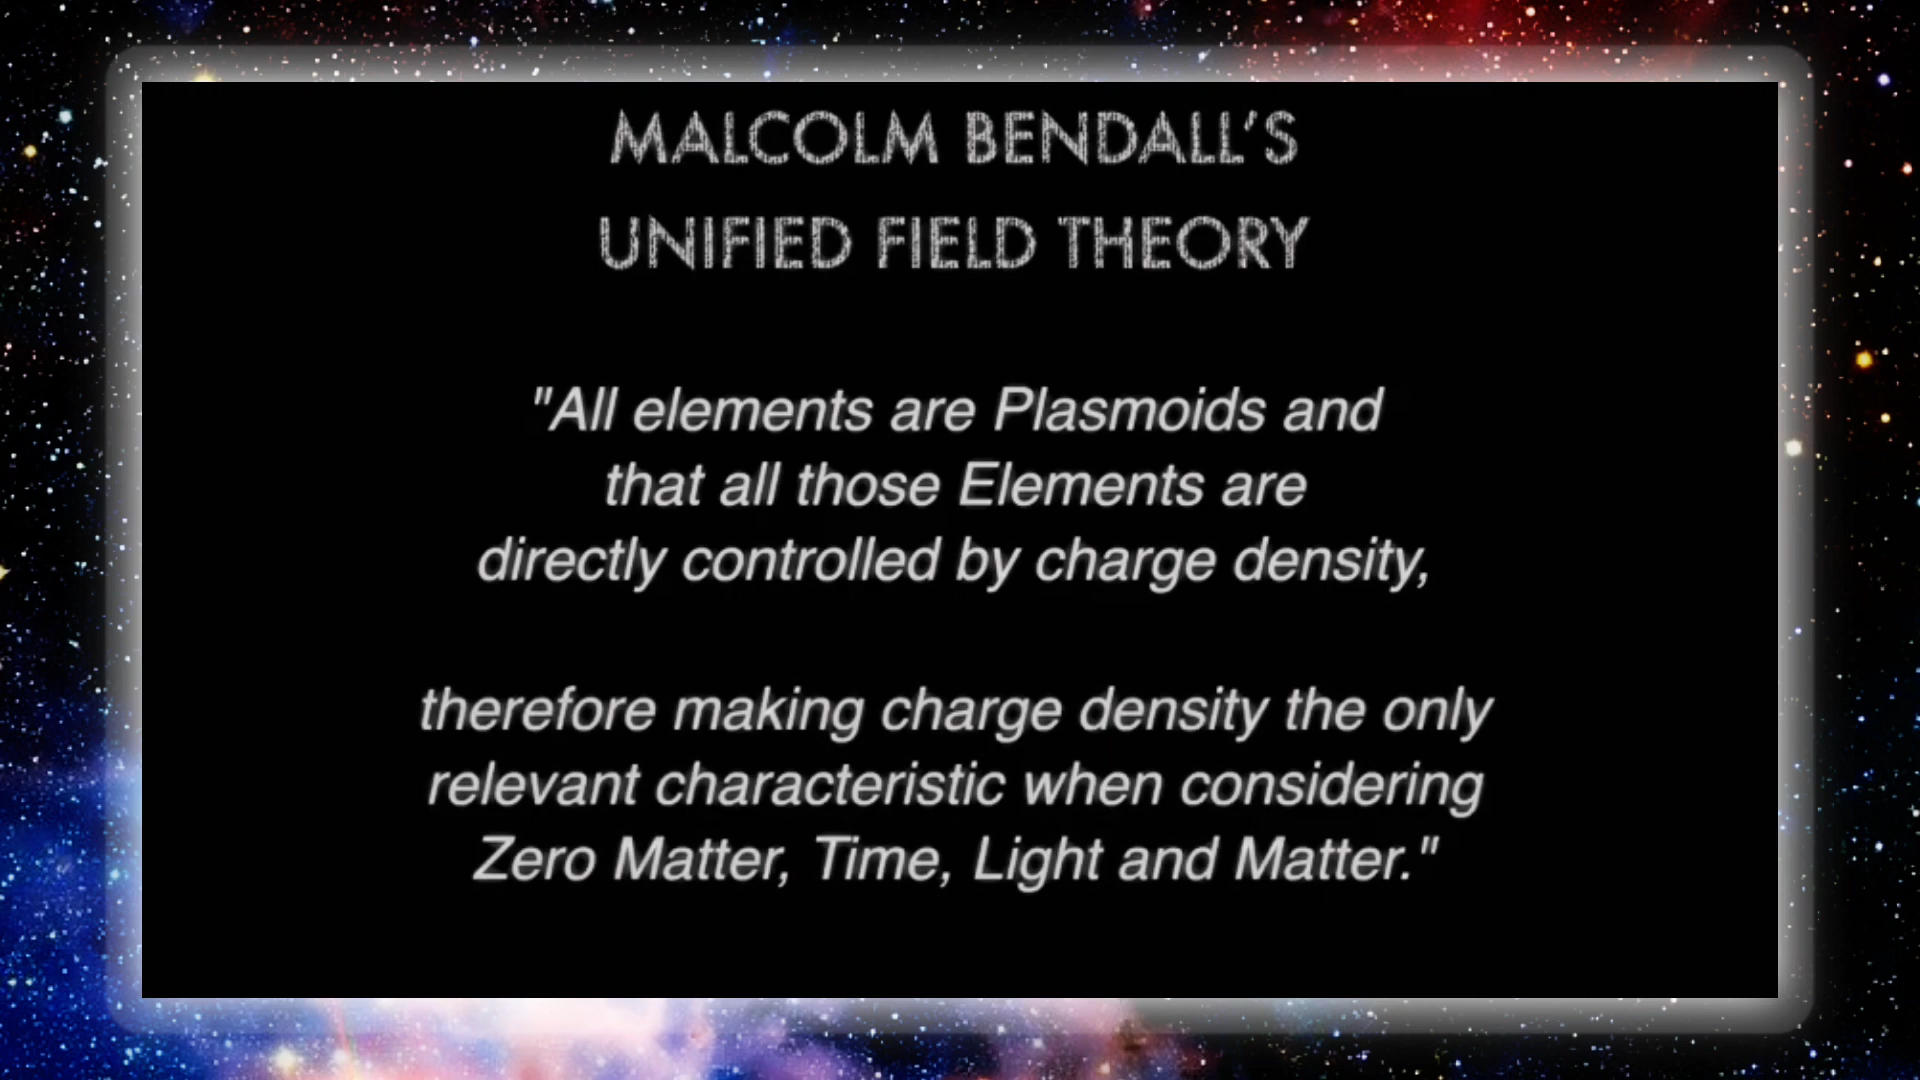 MALCOLM BENDALL'S
UNIFIED FIELD THEORY
"All elements are Plasmoids and
that all those Elements are
directly controlled by charge density,
therefore making charge density the only
relevant characteristic when considering
Zero Matter, Time, Light and Matter."